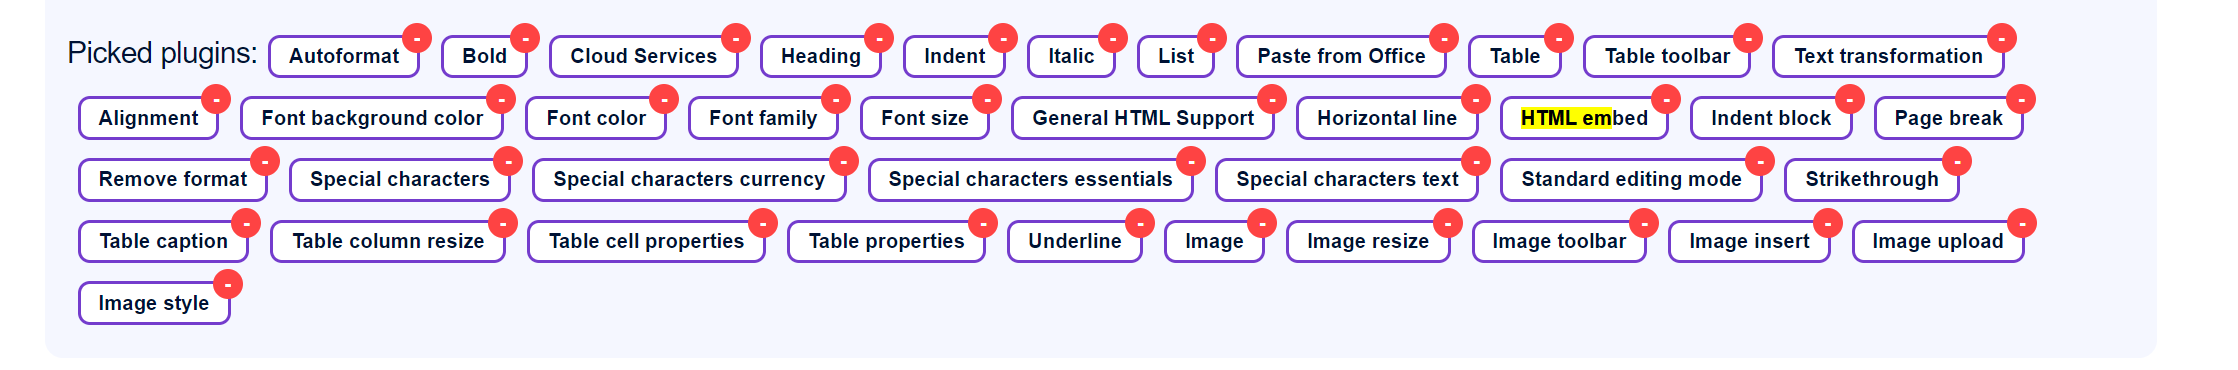 Picked plugins: Autoformat - Bold - Cloud Services - Heading - Indent - Italic - List - Paste from Office - Table - Table toolbar - Text transformation -
Alignment - Font background color - Font color - Font family - Font size - General HTML Support - Horizontal line - HTML embed - Indent block - Page break -
Remove format - Special characters - Special characters currency - Special characters essentials - Special characters text - Standard editing mode - Strikethrough -
Table caption - Table column resize - Table cell properties - Table properties - Underline - Image - Image resize - Image toolbar - Image insert - Image upload -
Image style -